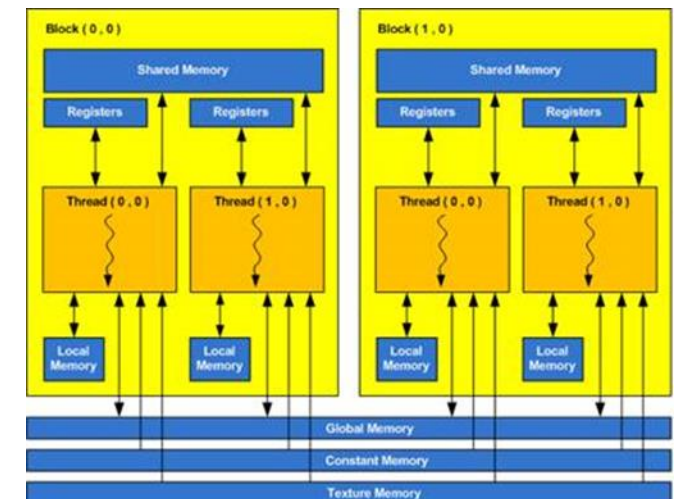 Block ( 0 , 0 )
Shared Memory
Registers
Registers
Thread ( 0 , 0 )
Thread ( 1 , 0 )
Local
Memory
Local
Memory
Block ( 1 , 0 )
Shared Memory
Registers
Registers
Thread ( 0 , 0 )
Thread ( 1 , 0 )
Local
Memory
Local
Memory
Global Memory
Constant Memory
Texture Memory